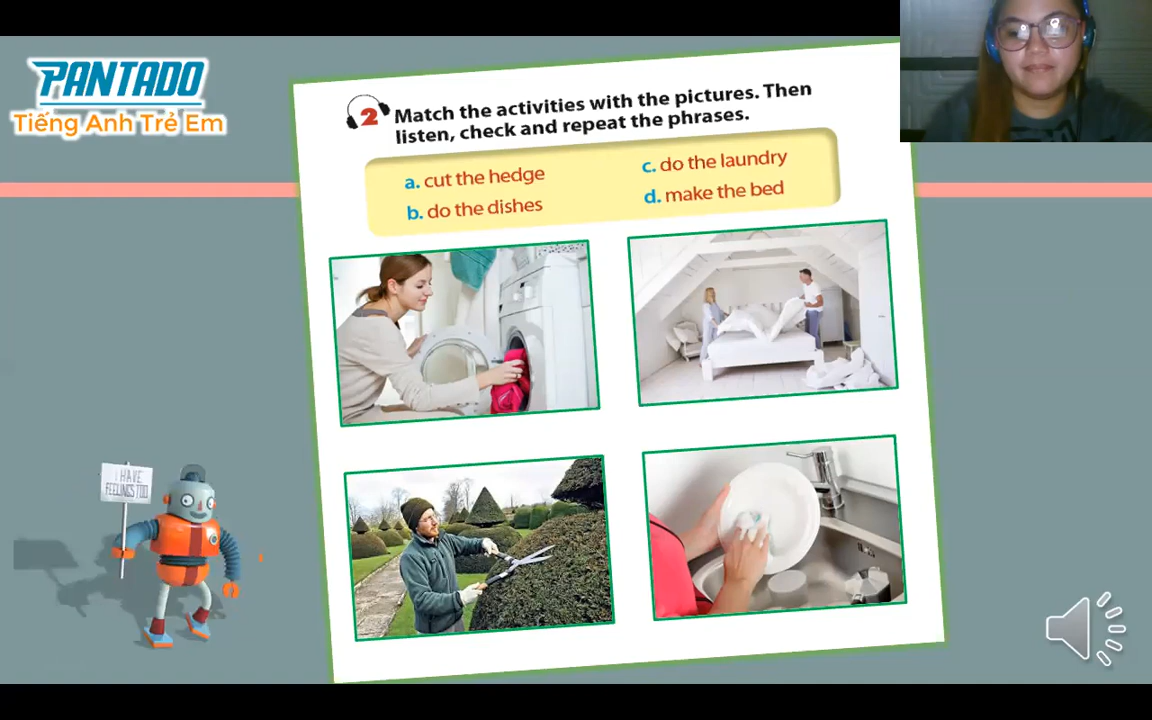 PANTADO
Tiếng Anh Trẻ Em
2 Match the activities with the pictures. Then
listen, check and repeat the phrases.
a. cut the hedge
b. do the dishes
c. do the laundry
d. make the bed
I HAVE
FEELINGS TOO